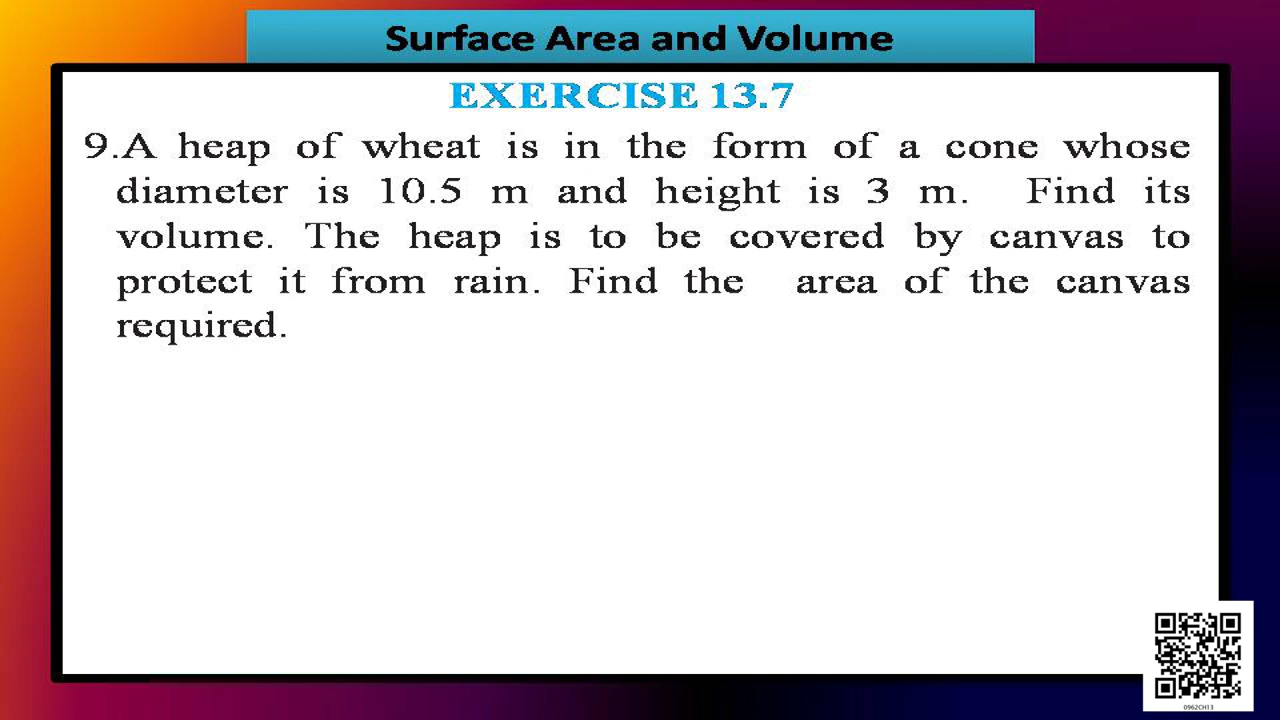 Surface Area and Volume
EXERCISE 13.7
9.A heap of wheat is in the form of a cone whose
diameter is 10.5 m and height is 3 m. Find its
volume. The heap is to be covered by canvas to
protect it from rain. Find the area of the canvas
required.
0962CH13